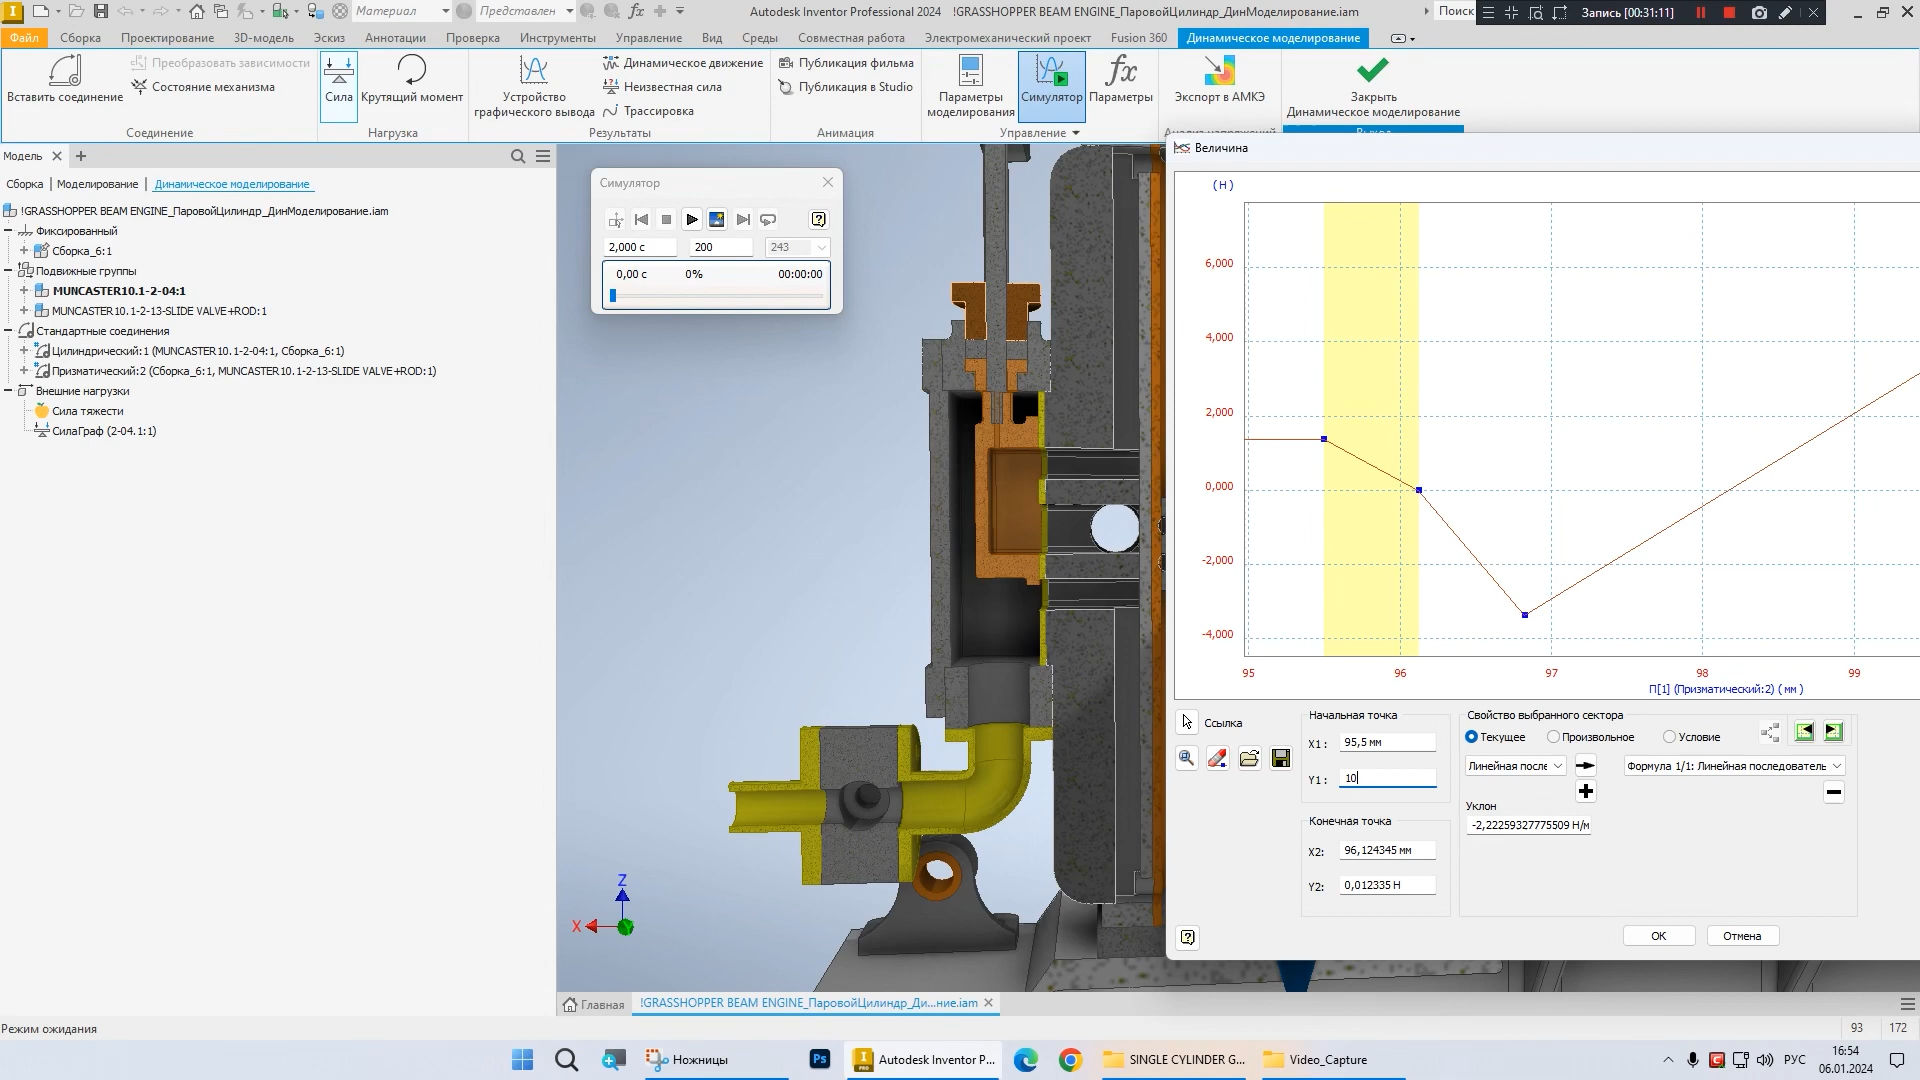 Материал
Представлен
Autodesk Inventor Professional 2024 !GRASSHOPPER BEAM ENGINE_ПаровойЦилиндр_ДинМоделирование.iam
Поиск
Запись [00:31:11]
Файл Сборка Проектирование 3D-модель Эскиз Аннотации Проверка Инструменты Управление Вид Среды Совместная работа Электромеханический проект Fusion 360 Динамическое моделирование
Вставить соединение
Преобразовать зависимости
Состояние механизма
Соединение
Сила
Крутящий момент
Нагрузка
Устройство
графического вывода
Динамическое движение
Неизвестная сила
Трассировка
Результаты
Публикация фильма
Публикация в Studio
Анимация
Параметры
моделирования
Симулятор
Параметры
Управление
Экспорт в АМКЭ
Закрыть
Динамическое моделирование
Модель
Сборка | Моделирование | Динамическое моделирование
!GRASSHOPPER BEAM ENGINE_ПаровойЦилиндр_ДинМоделирование.iam
Фиксированный
Сборка_6:1
Подвижные группы
MUNCASTER10.1-2-04:1
MUNCASTER10.1-2-13-SLIDE VALVE+ROD:1
Стандартные соединения
Цилиндрический:1 (MUNCASTER10.1-2-04:1, Сборка_6:1)
Призматический:2 (Сборка_6:1, MUNCASTER10.1-2-13-SLIDE VALVE+ROD:1)
Внешние нагрузки
Сила тяжести
СилаГраф (2-04.1:1)
Симулятор
2,000 с 200 243
0,00 с 0% 00:00:00
Z
X
Величина
(Н)
6,000
4,000
2,000
0,000
-2,000
-4,000
95 96 97 98 99
П[1] (Призматический:2) ( мм )
Ссылка
Начальная точка
X1: 95,5 мм
Y1: 10
Конечная точка
X2: 96,124345 мм
Y2: 0,012335 Н
Свойство выбранного сектора
Текущее Произвольное Условие
Линейная после
Формула 1/1: Линейная последователь
Уклон
-2,22259327775509 Н/м
OK Отмена
Главная !GRASSHOPPER BEAM ENGINE_ПаровойЦилиндр_Ди...ние.iam
Режим ожидания
93 172
Ножницы
Ps
Autodesk Inventor P...
SINGLE CYLINDER G...
Video_Capture
РУС
16:54
06.01.2024